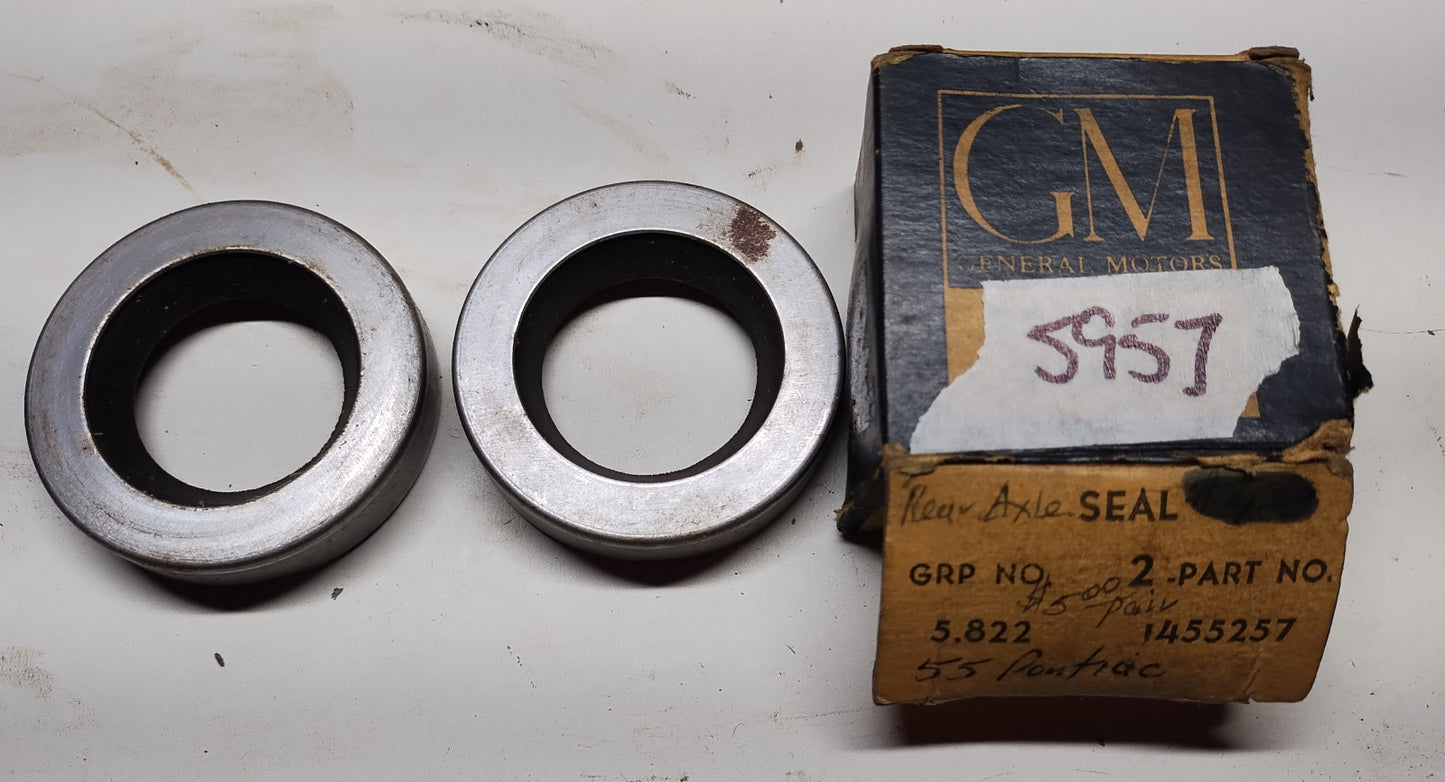 GM
GENERAL MOTORS
5957
Rear Axle SEAL
GRP NO. 2 -PART NO.
$5.00 pair
5.822 1455257
55 Pontiac